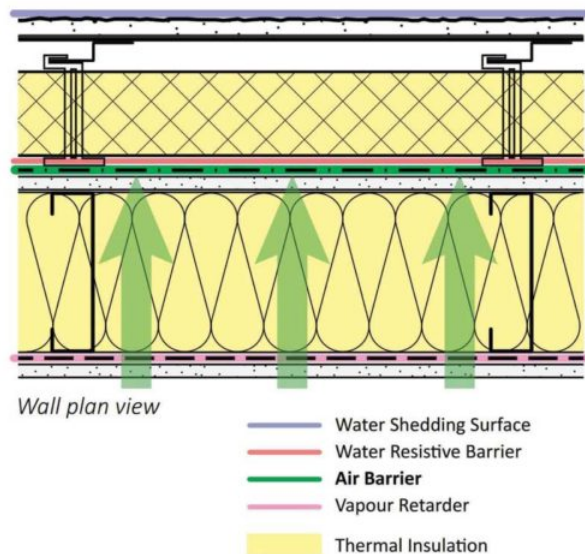 Wall plan view
Water Shedding Surface
Water Resistive Barrier
Air Barrier
Vapour Retarder
Thermal Insulation